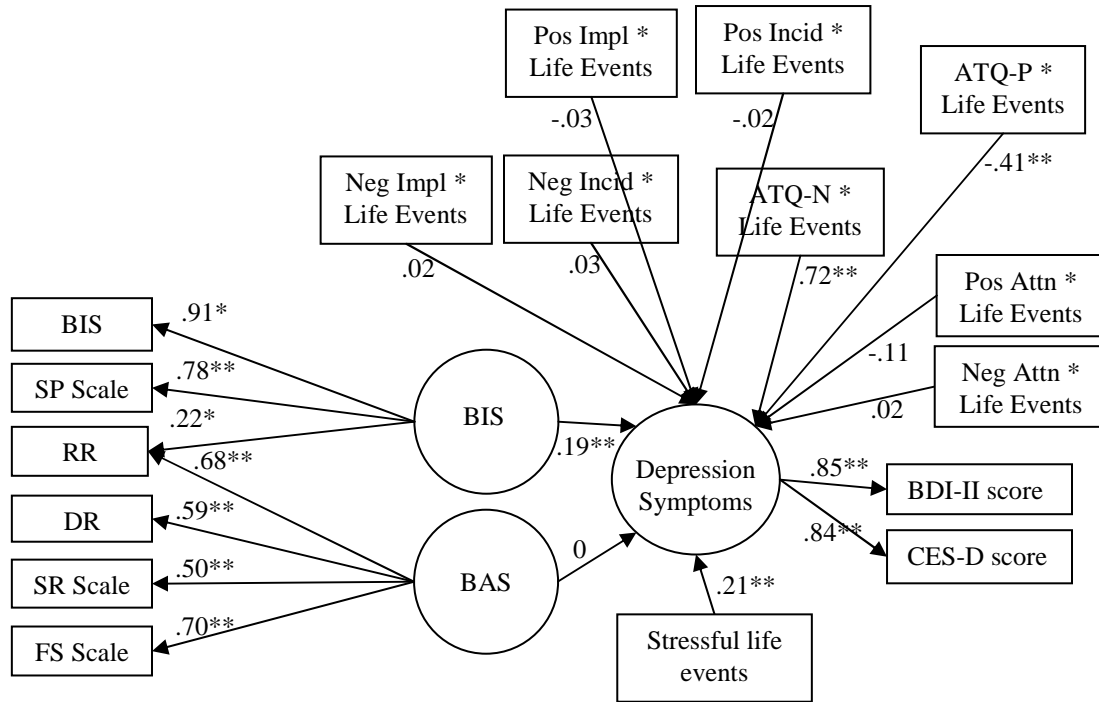 Pos Impl *
Life Events
Pos Incid *
Life Events
ATQ-P *
Life Events
-.03
-.02
-.41**
Neg Impl *
Life Events
Neg Incid *
Life Events
ATQ-N *
Life Events
.02
.03
.72**
Pos Attn *
Life Events
-.11
Neg Attn *
Life Events
.02
BIS
.91*
SP Scale
.78**
RR
.22*
.68**
DR
.59**
SR Scale
.50**
FS Scale
.70**
BIS
.19**
BAS
0
Depression
Symptoms
.85**
BDI-II score
.84**
CES-D score
.21**
Stressful life
events